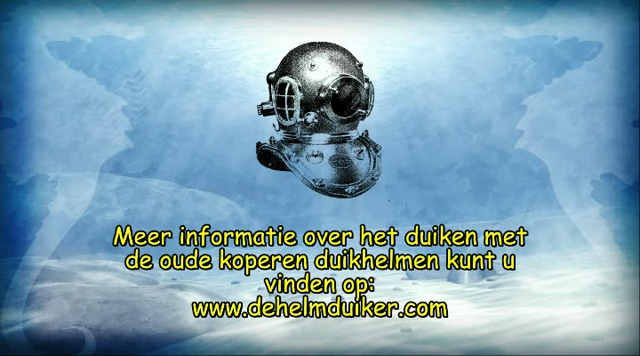 Meer informatie over het duiken met
de oude koperen duikhelmen kunt u
vinden op:
www.dehelmduiker.com